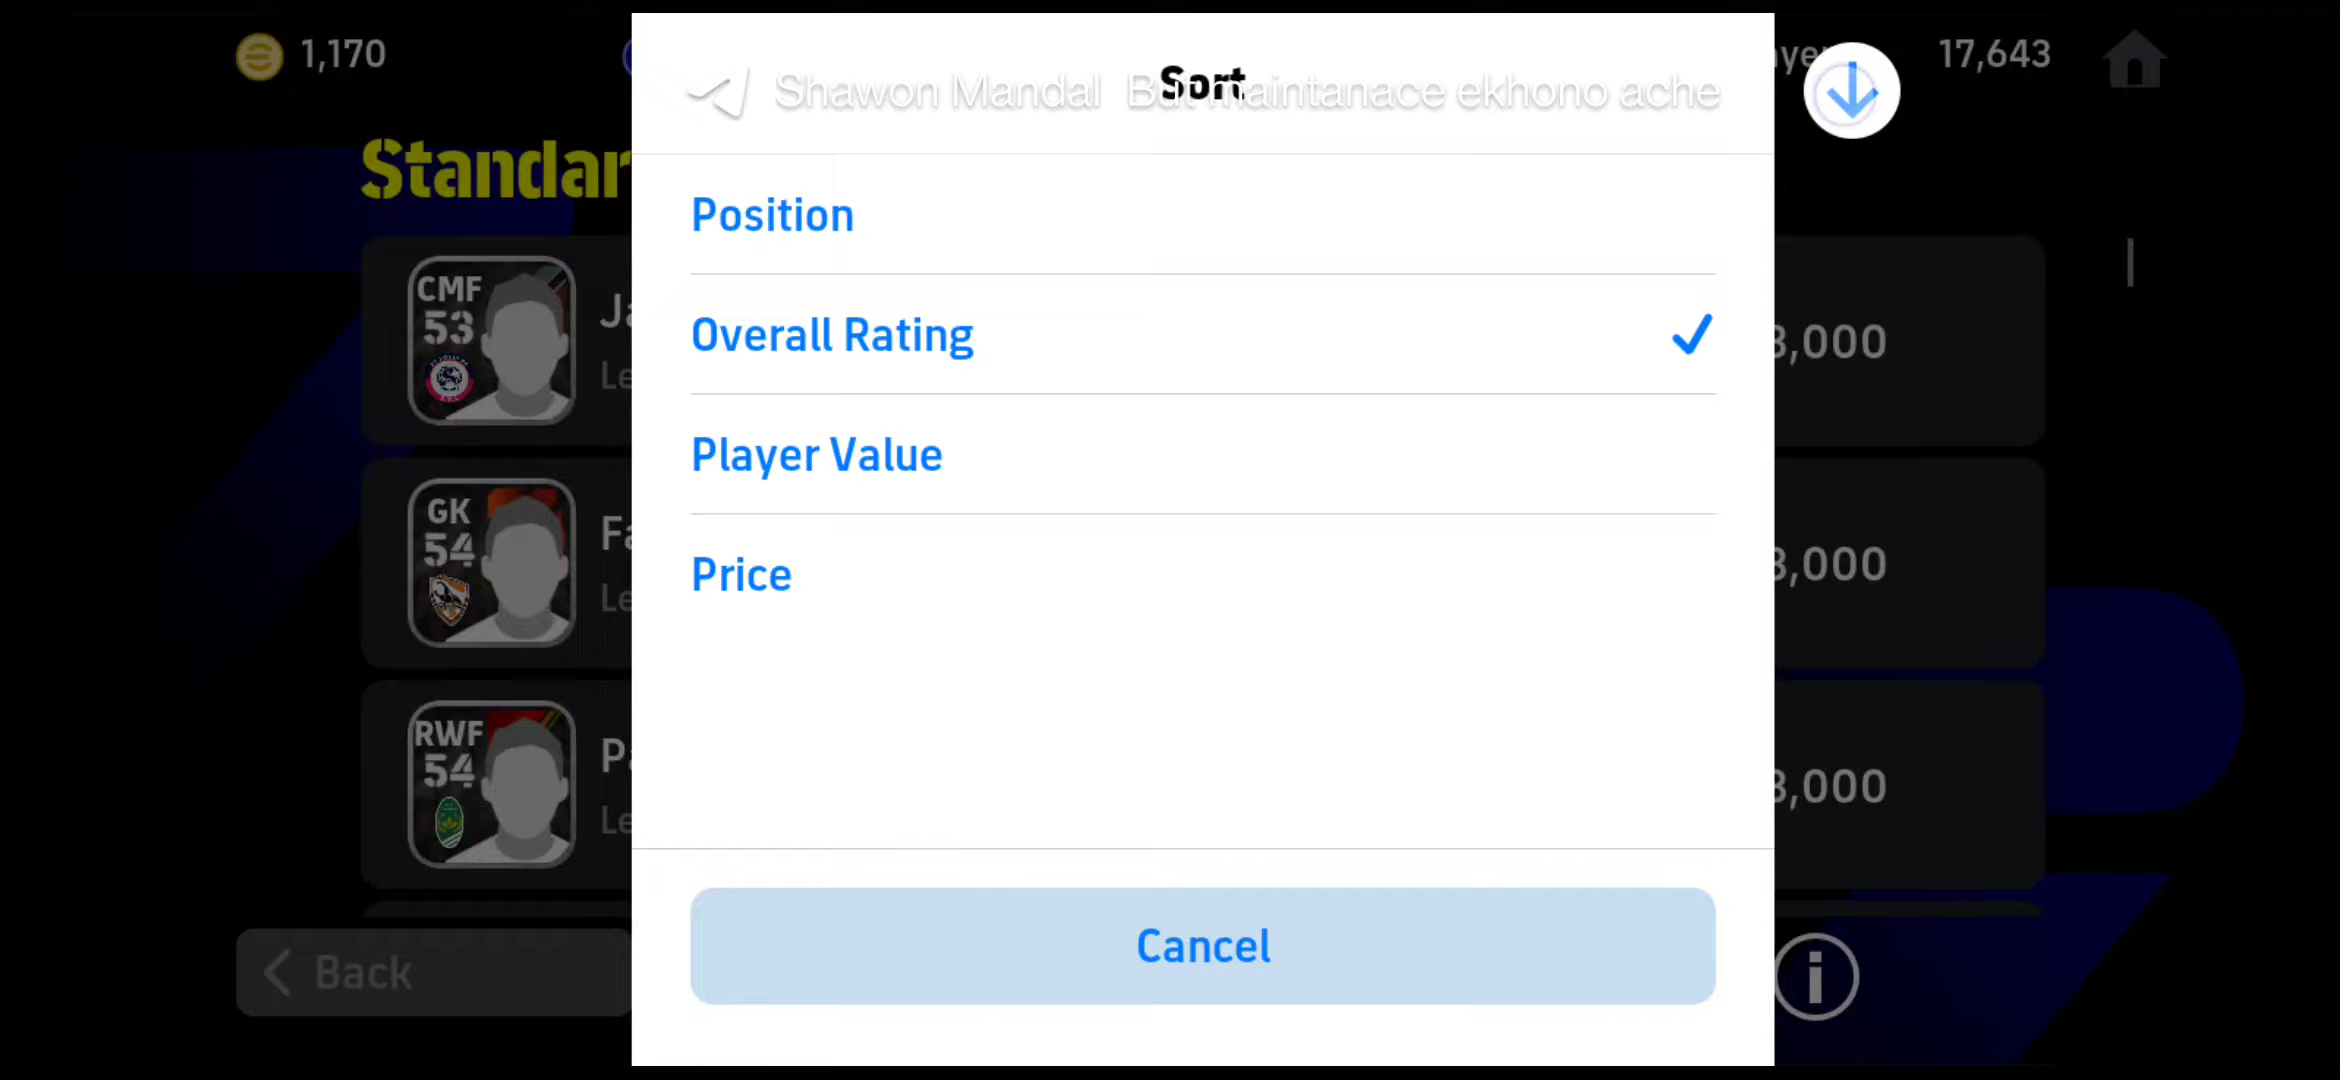 1,170
Sort
Shawon Mandal
maintanace ekhono ache
17,643
Standar
Position
CMF
53
Overall Rating
3,000
Player Value
GK
54
3,000
Price
RWF
54
3,000
Back
Cancel